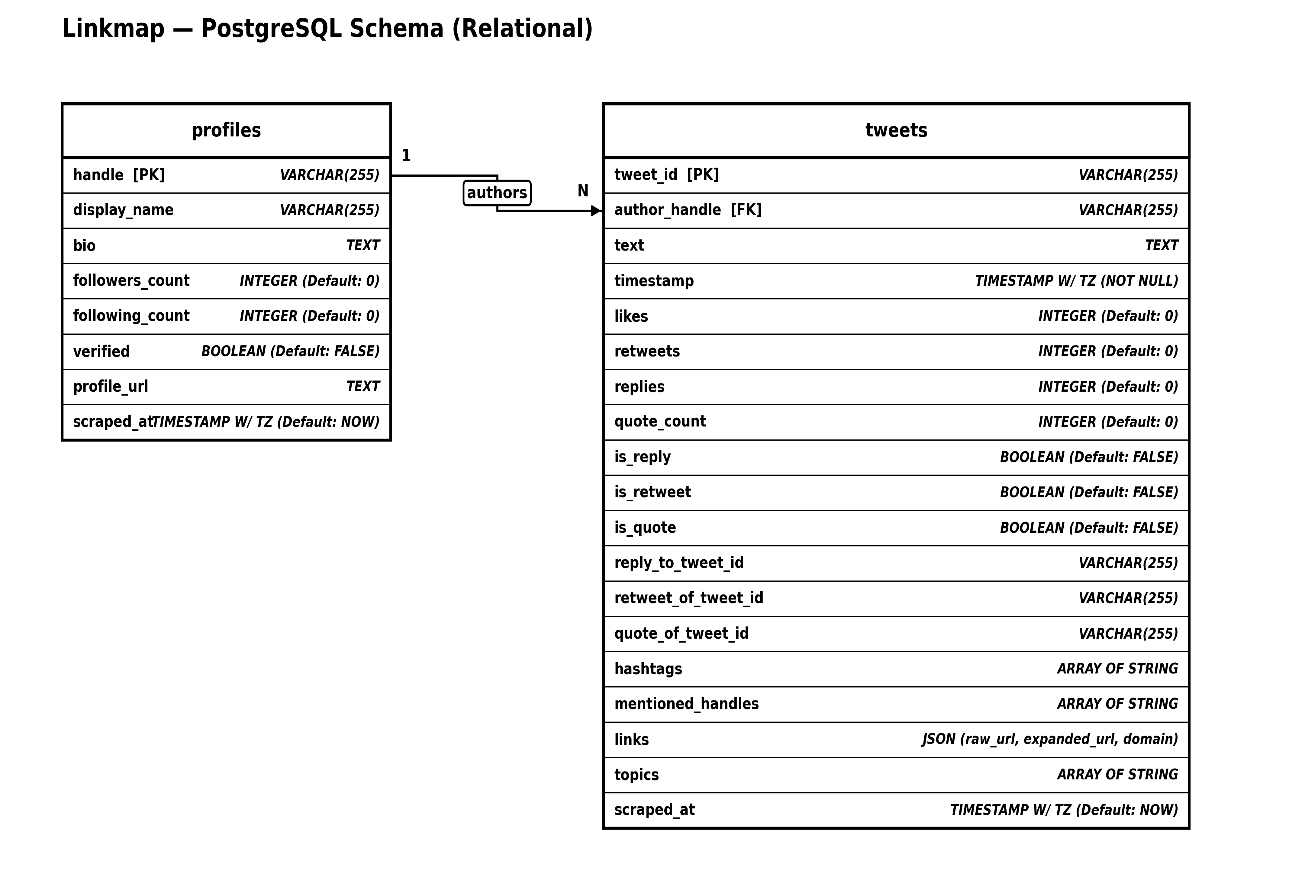 Linkmap — PostgreSQL Schema (Relational)
profiles
handle [PK] VARCHAR(255)
display_name VARCHAR(255)
bio TEXT
followers_count INTEGER (Default: 0)
following_count INTEGER (Default: 0)
verified BOOLEAN (Default: FALSE)
profile_url TEXT
scraped_at TIMESTAMP W/ TZ (Default: NOW)
1
authors
N
tweets
tweet_id [PK] VARCHAR(255)
author_handle [FK] VARCHAR(255)
text TEXT
timestamp TIMESTAMP W/ TZ (NOT NULL)
likes INTEGER (Default: 0)
retweets INTEGER (Default: 0)
replies INTEGER (Default: 0)
quote_count INTEGER (Default: 0)
is_reply BOOLEAN (Default: FALSE)
is_retweet BOOLEAN (Default: FALSE)
is_quote BOOLEAN (Default: FALSE)
reply_to_tweet_id VARCHAR(255)
retweet_of_tweet_id VARCHAR(255)
quote_of_tweet_id VARCHAR(255)
hashtags ARRAY OF STRING
mentioned_handles ARRAY OF STRING
links JSON (raw_url, expanded_url, domain)
topics ARRAY OF STRING
scraped_at TIMESTAMP W/ TZ (Default: NOW)